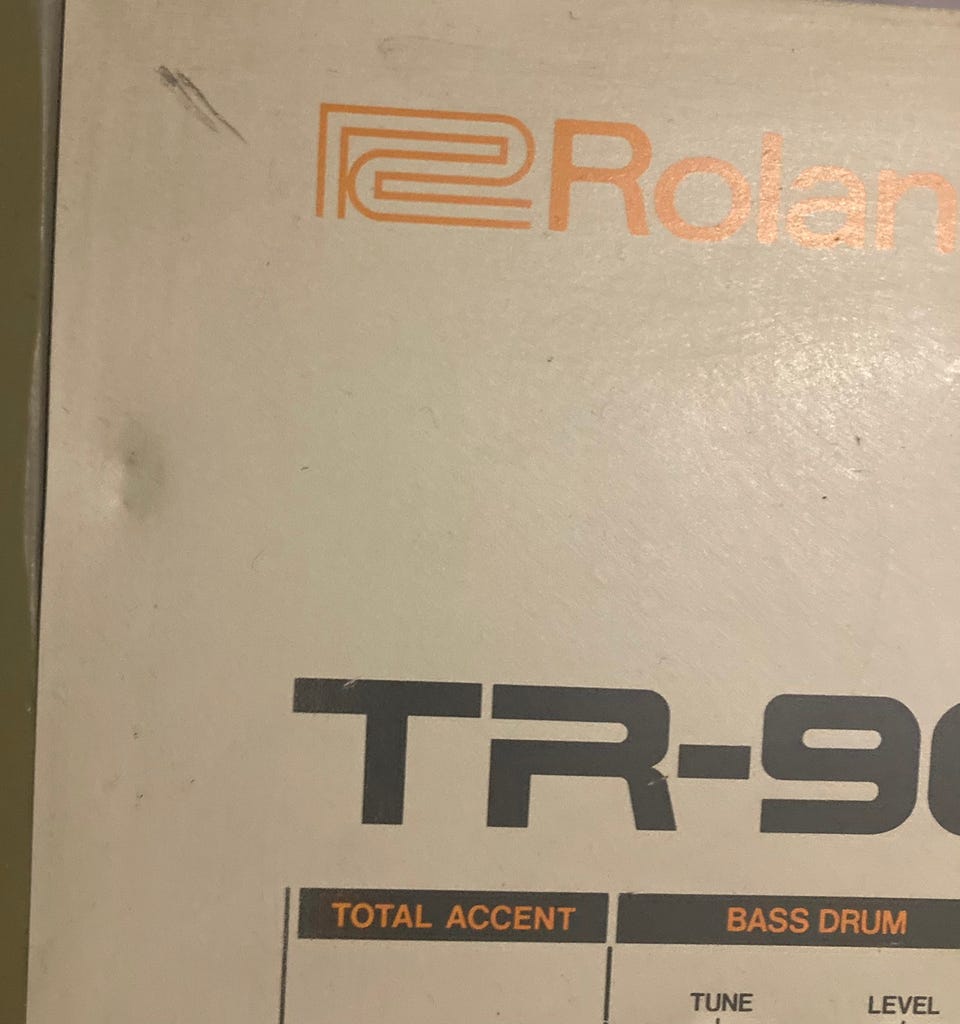 Rolan
TR-9
TOTAL ACCENT
BASS DRUM
TUNE
LEVEL